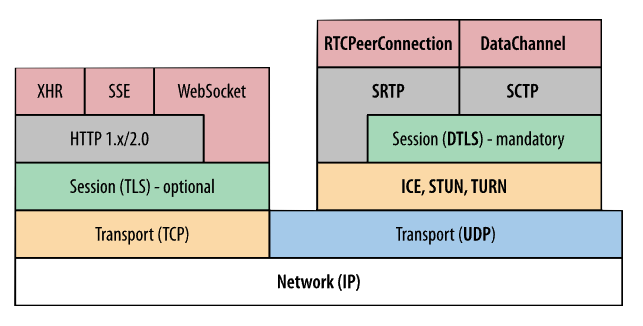 RTCPeerConnection
DataChannel
XHR
SSE
WebSocket
SRTP
SCTP
HTTP 1.x/2.0
Session (DTLS) - mandatory
Session (TLS) - optional
ICE, STUN, TURN
Transport (TCP)
Transport (UDP)
Network (IP)